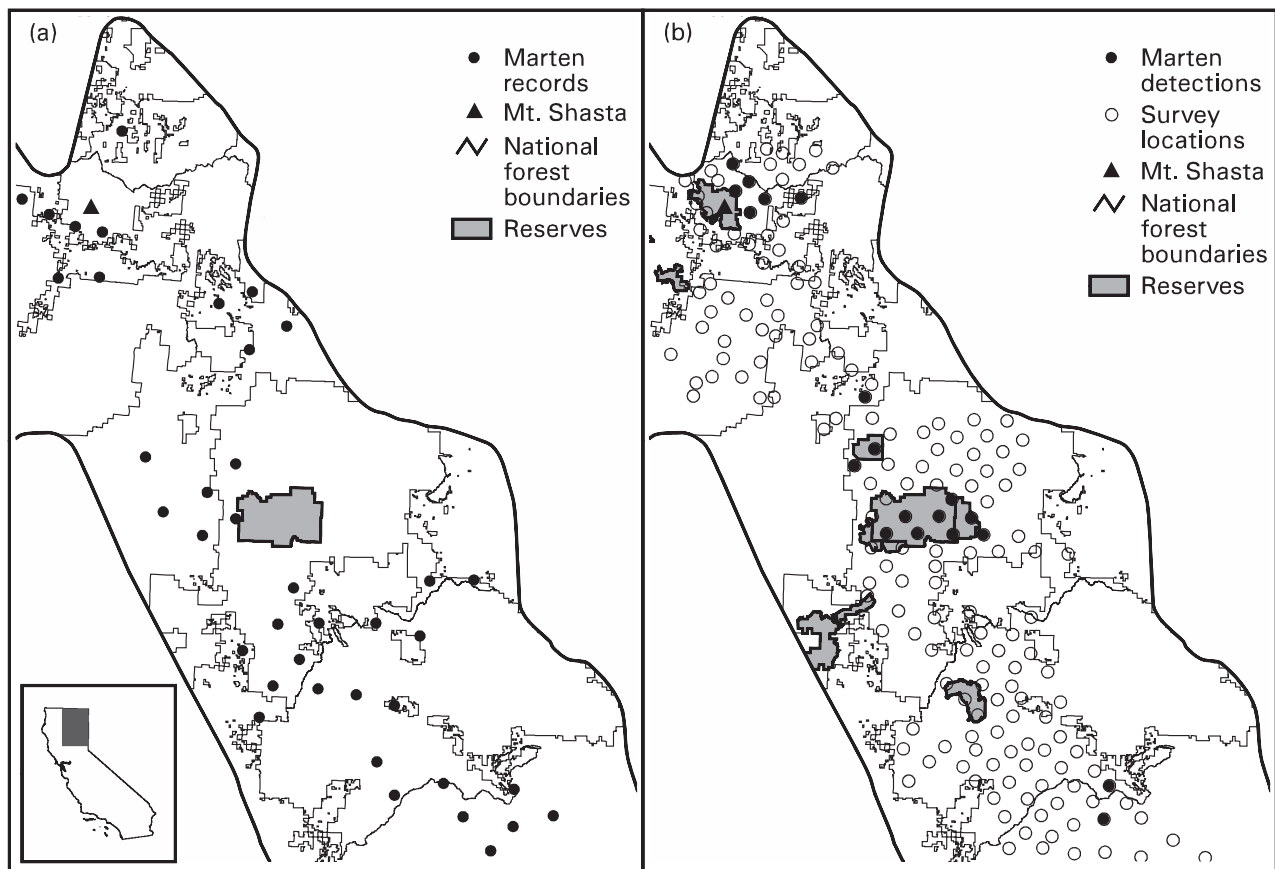 (a)
Marten
records
Mt. Shasta
National
forest
boundaries
Reserves
(b)
Marten
detections
Survey
locations
Mt. Shasta
National
forest
boundaries
Reserves